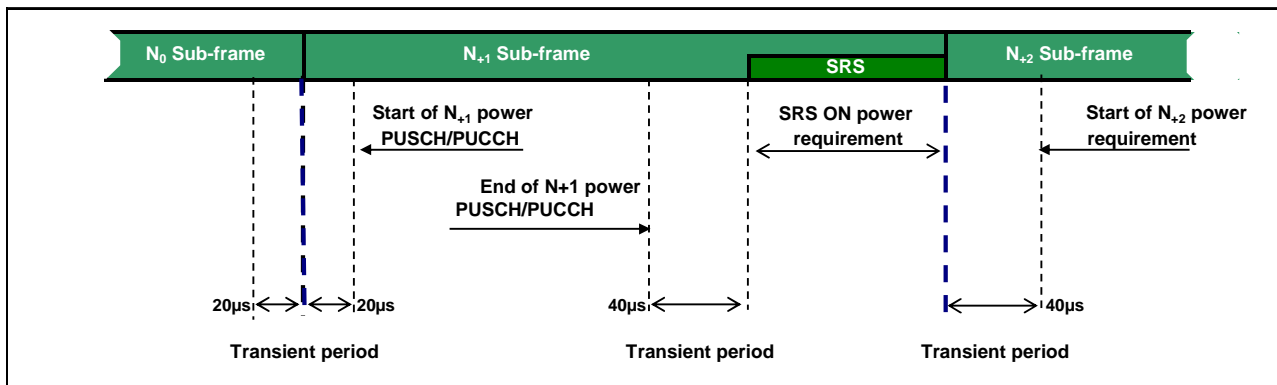 N0 Sub-frame
N+1 Sub-frame
SRS
N+2 Sub-frame
Start of N+1 power
PUSCH/PUCCH
SRS ON power
requirement
Start of N+2 power
requirement
End of N+1 power
PUSCH/PUCCH
20µs
20µs
40µs
40µs
Transient period
Transient period
Transient period